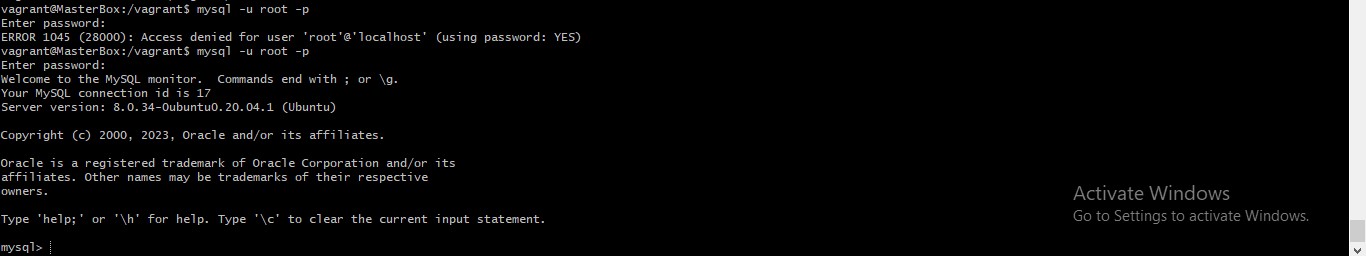 vagrant@MasterBox:/vagrant$ mysql -u root -p
Enter password:
ERROR 1045 (28000): Access denied for user 'root'@'localhost' (using password: YES)
vagrant@MasterBox:/vagrant$ mysql -u root -p
Enter password:
Welcome to the MySQL monitor.  Commands end with ; or \g.
Your MySQL connection id is 17
Server version: 8.0.34-0ubuntu0.20.04.1 (Ubuntu)
Copyright (c) 2000, 2023, Oracle and/or its affiliates.
Oracle is a registered trademark of Oracle Corporation and/or its
affiliates. Other names may be trademarks of their respective
owners.
Type 'help;' or '\h' for help. Type '\c' to clear the current input statement.
mysql>
Activate Windows
Go to Settings to activate Windows.